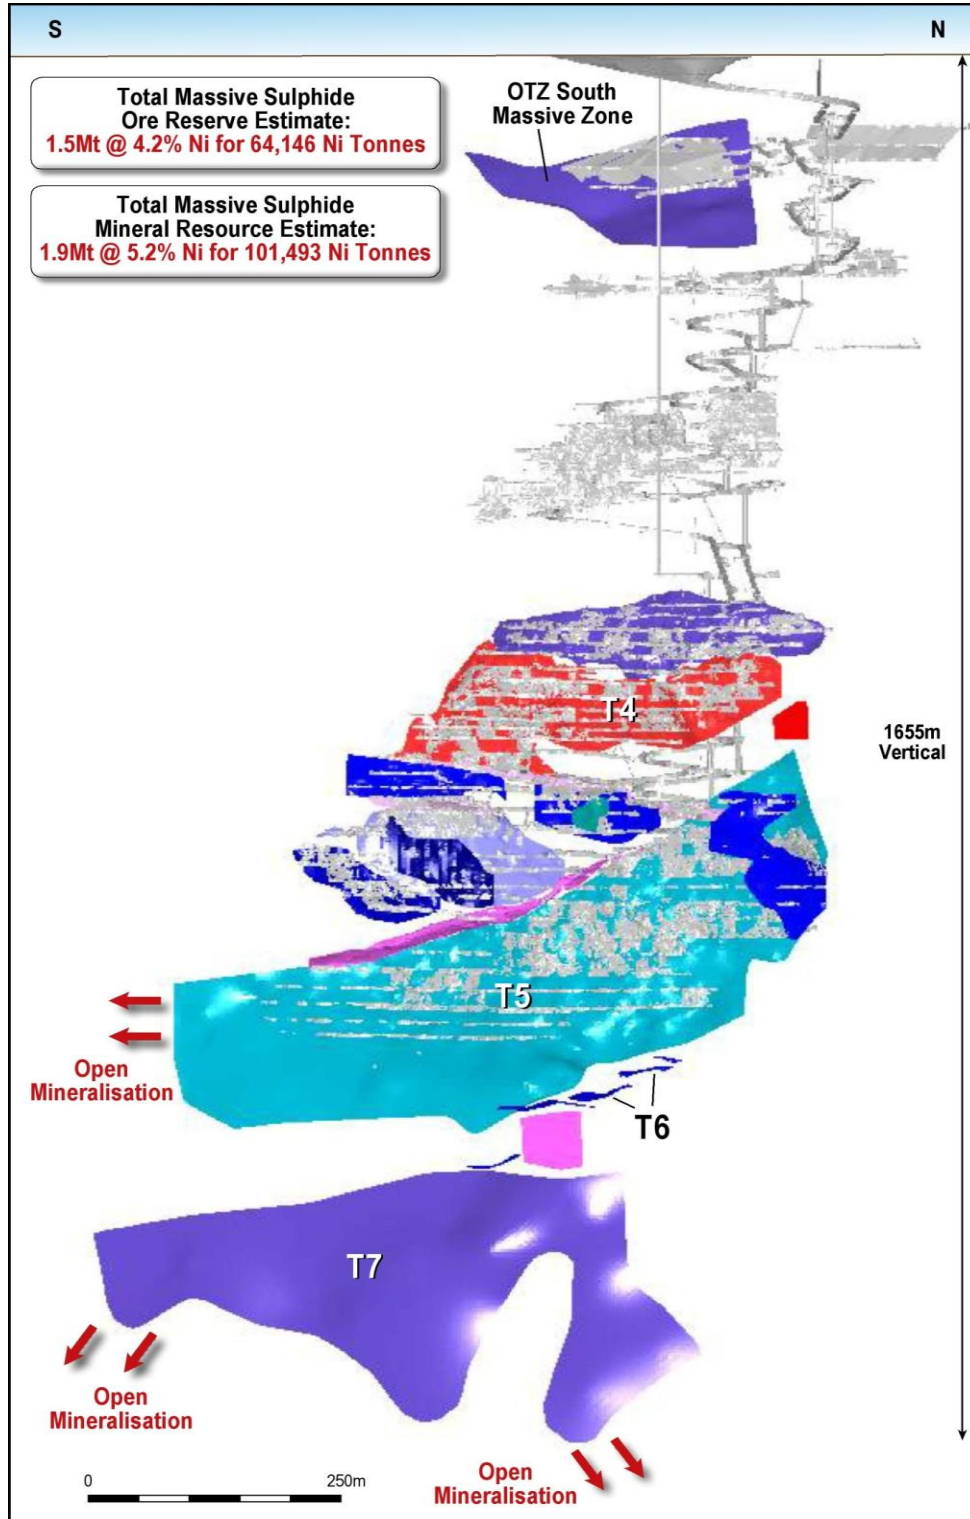 S
N
Total Massive Sulphide
Ore Reserve Estimate:
1.5Mt @ 4.2% Ni for 64,146 Ni Tonnes
Total Massive Sulphide
Mineral Resource Estimate:
1.9Mt @ 5.2% Ni for 101,493 Ni Tonnes
OTZ South
Massive Zone
T4
1655m
Vertical
T5
Open
Mineralisation
T6
T7
Open
Mineralisation
Open
Mineralisation
0
250m